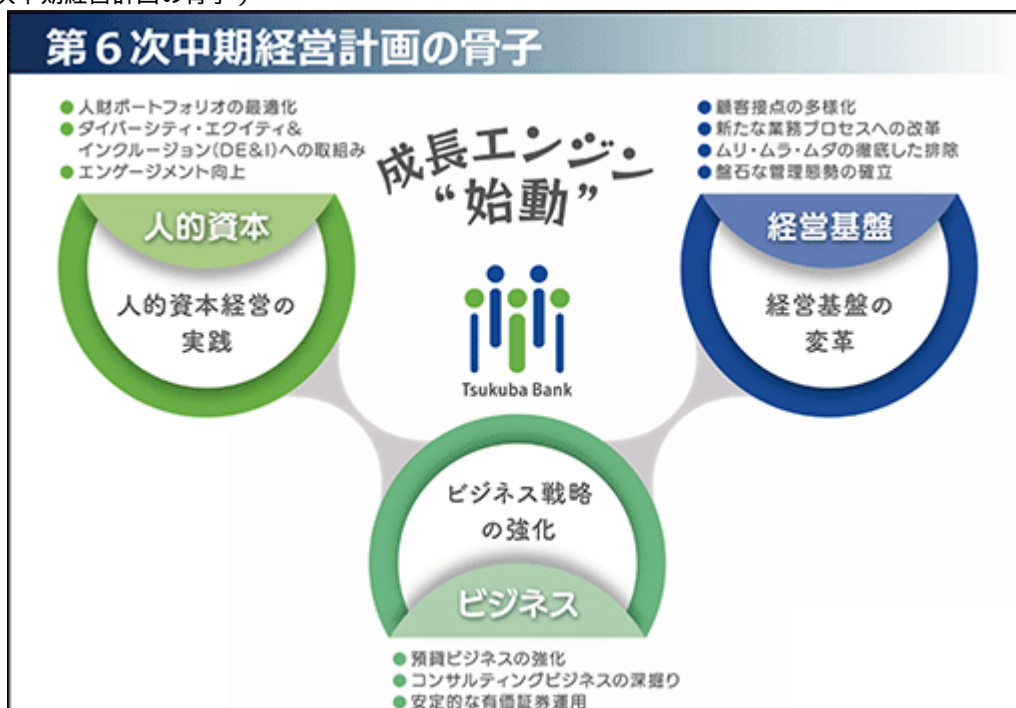 第6次中期経営計画の骨子
●人財ポートフォリオの最適化
●ダイバーシティ・エクイティ&
インクルージョン(DE&I)への取組み
●エンゲージメント向上
人的資本
人的資本経営の
実践
成長エンジン
“始動”
Tsukuba Bank
●顧客接点の多様化
●新たな業務プロセスへの改革
●ムリ・ムラ・ムダの徹底した排除
●盤石な管理態勢の確立
経営基盤
経営基盤の
変革
ビジネス戦略
の強化
ビジネス
●預貸ビジネスの強化
●コンサルティングビジネスの深掘り
●安定的な有価証券運用